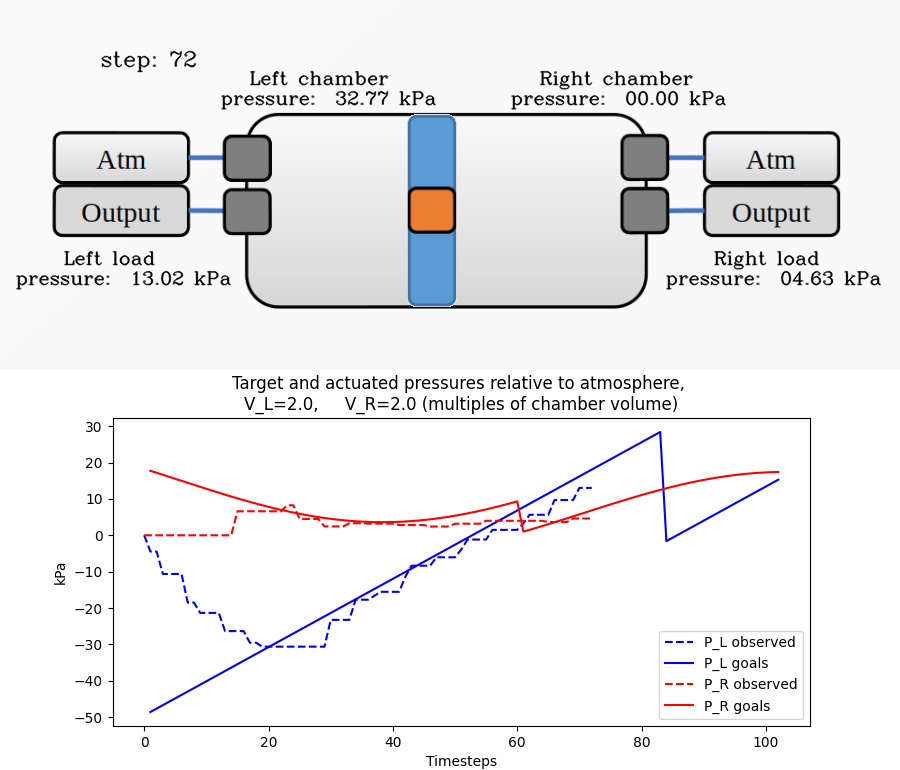 step: 72
Left chamber
pressure: 32.77 kPa
Right chamber
pressure: 00.00 kPa
Atm
Output
Atm
Output
Left load
pressure: 13.02 kPa
Right load
pressure: 04.63 kPa
Target and actuated pressures relative to atmosphere,
V_L=2.0, V_R=2.0 (multiples of chamber volume)
30
20
10
0
−10
−20
−30
−40
−50
kPa
0 20 40 60 80 100
Timesteps
P_L observed
P_L goals
P_R observed
P_R goals